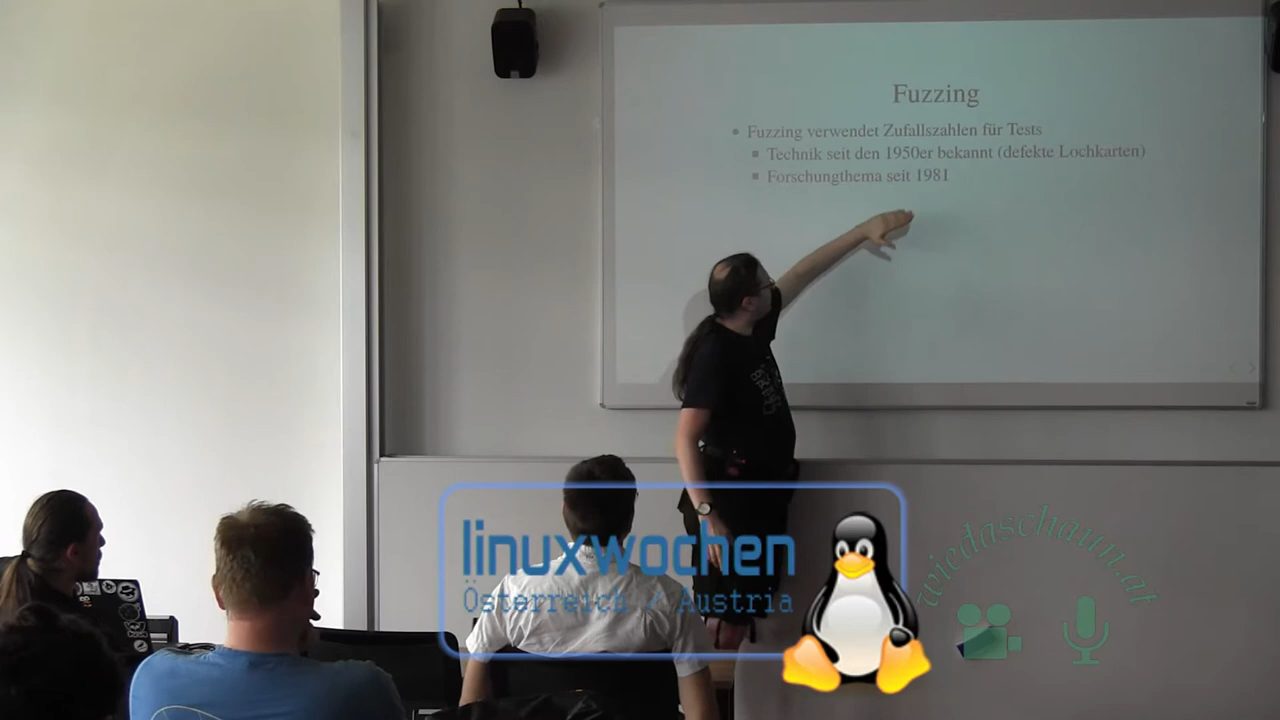 Fuzzing
Fuzzing verwendet Zufallszahlen für Tests
Technik seit den 1950er bekannt (defekte Lochkarten)
Forschungthema seit 1981
linuxwochen
Österreich / Austria
wiedaschaun.at